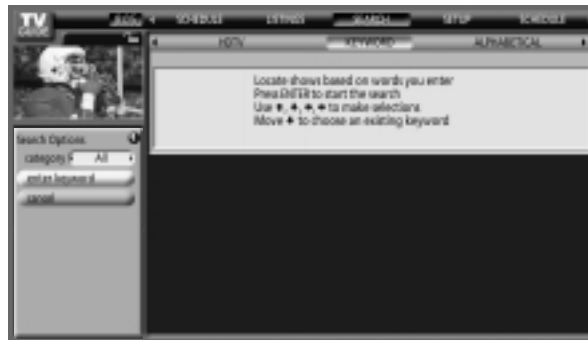 TV
GUIDE
SCHEDULE LISTINGS SEARCH SETUP SCHEDULE
HDTV KEYWORD ALPHABETICAL
Locate shows based on words you enter
Press ENTER to start the search
Use to make selections
Move to choose an existing keyword
Search Options
category All
enter keyword
cancel